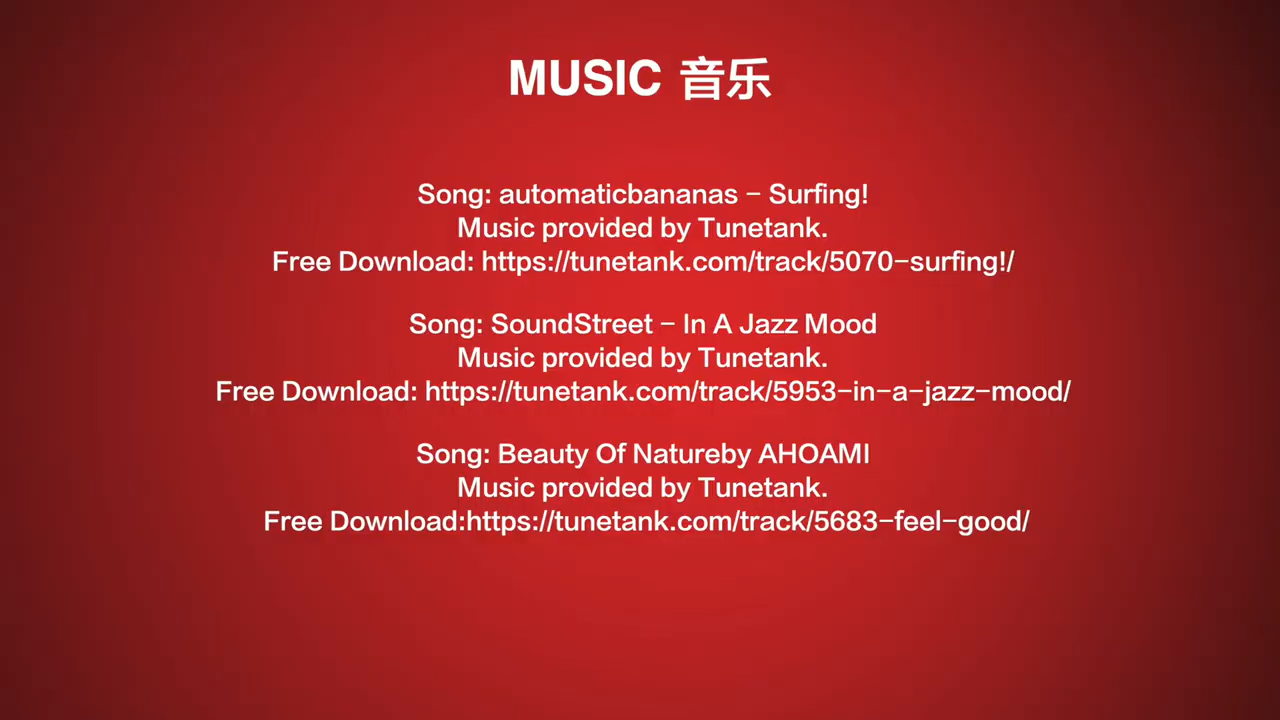 MUSIC 音乐
Song: automaticbananas - Surfing!
Music provided by Tunetank.
Free Download: https://tunetank.com/track/5070-surfing!/
Song: SoundStreet - In A Jazz Mood
Music provided by Tunetank.
Free Download: https://tunetank.com/track/5953-in-a-jazz-mood/
Song: Beauty Of Natureby AHOAMI
Music provided by Tunetank.
Free Download:https://tunetank.com/track/5683-feel-good/